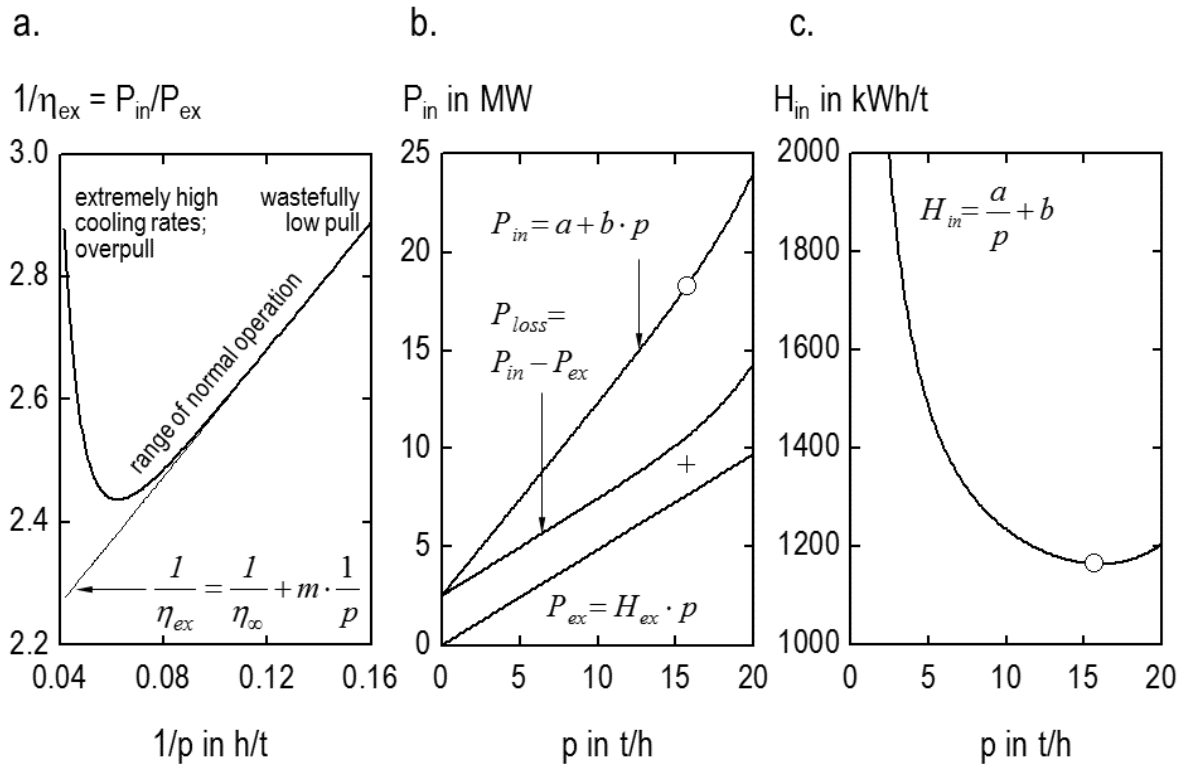 a.
1/ηex = Pin/Pex
3.0
2.8
2.6
2.4
2.2
extremely high
cooling rates;
overpull
wastefully
low pull
range of normal operation
1/ηex = 1/η∞ + m · 1/p
0.04
0.08
0.12
0.16
1/p in h/t
b.
Pin in MW
25
20
15
10
5
0
Pin = a + b · p
Ploss =
Pin − Pex
+
Pex = Hex · p
0
5
10
15
20
p in t/h
c.
Hin in kWh/t
2000
1800
1600
1400
1200
1000
Hin = a/p + b
0
5
10
15
20
p in t/h